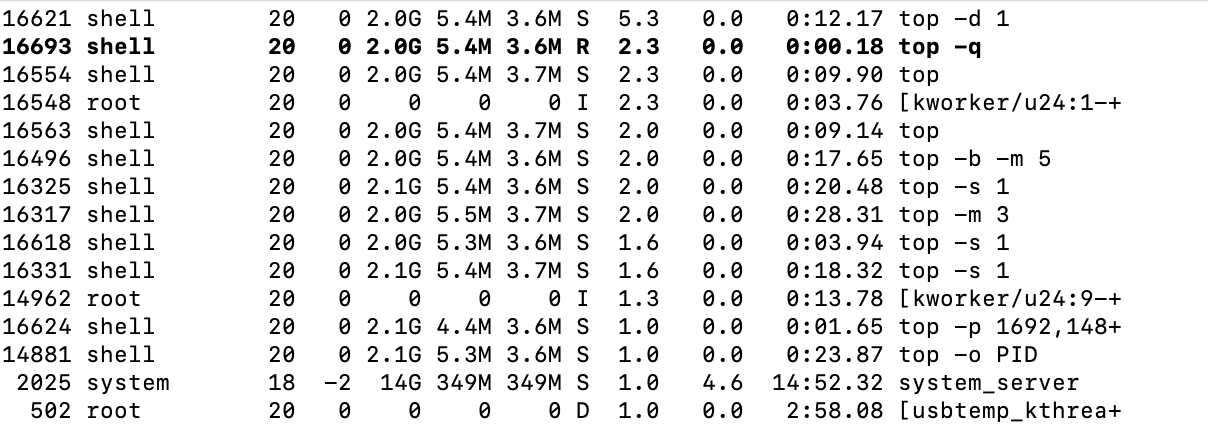 16621 shell 20 0 2.0G 5.4M 3.6M S 5.3 0.0 0:12.17 top -d 1
16693 shell 20 0 2.0G 5.4M 3.6M R 2.3 0.0 0:00.18 top -q
16554 shell 20 0 2.0G 5.4M 3.7M S 2.3 0.0 0:09.90 top
16548 root 20 0 0 0 0 I 2.3 0.0 0:03.76 [kworker/u24:1-+
16563 shell 20 0 2.0G 5.4M 3.7M S 2.0 0.0 0:09.14 top
16496 shell 20 0 2.0G 5.4M 3.6M S 2.0 0.0 0:17.65 top -b -m 5
16325 shell 20 0 2.1G 5.4M 3.6M S 2.0 0.0 0:20.48 top -s 1
16317 shell 20 0 2.0G 5.5M 3.7M S 2.0 0.0 0:28.31 top -m 3
16618 shell 20 0 2.0G 5.3M 3.6M S 1.6 0.0 0:03.94 top -s 1
16331 shell 20 0 2.1G 5.4M 3.7M S 1.6 0.0 0:18.32 top -s 1
14962 root 20 0 0 0 0 I 1.3 0.0 0:13.78 [kworker/u24:9-+
16624 shell 20 0 2.1G 4.4M 3.6M S 1.0 0.0 0:01.65 top -p 1692,148+
14881 shell 20 0 2.1G 5.3M 3.6M S 1.0 0.0 0:23.87 top -o PID
2025 system 18 -2 14G 349M 349M S 1.0 4.6 14:52.32 system_server
502 root 20 0 0 0 0 D 1.0 0.0 2:58.08 [usbtemp_kthrea+